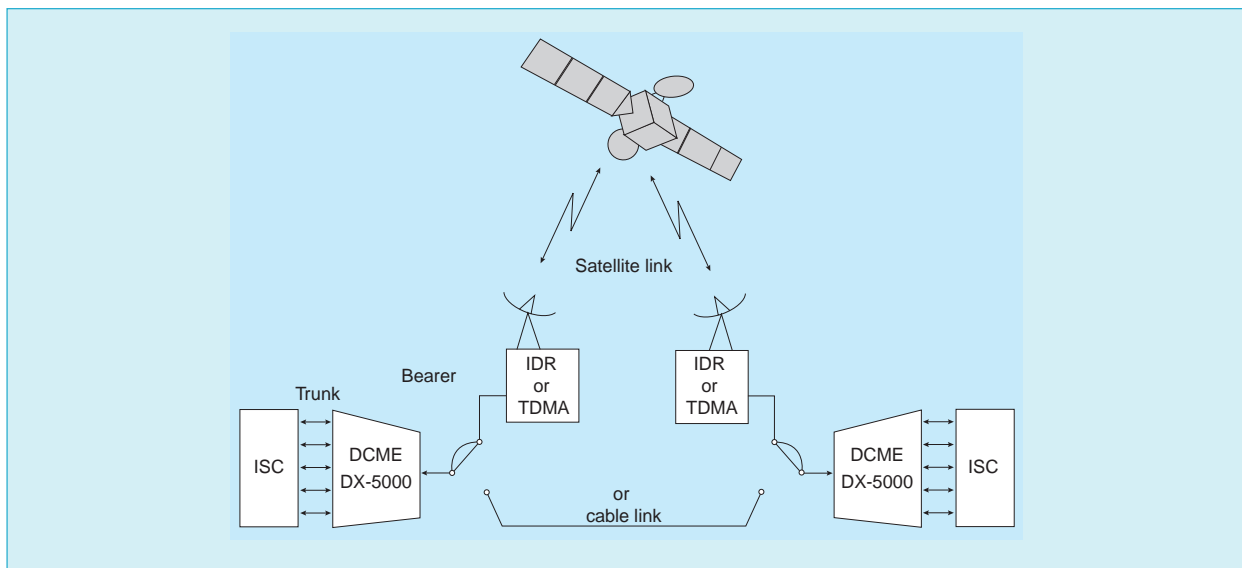 Satellite link
IDR
or
TDMA
IDR
or
TDMA
Bearer
Trunk
ISC
DCME
DX-5000
or
cable link
DCME
DX-5000
ISC